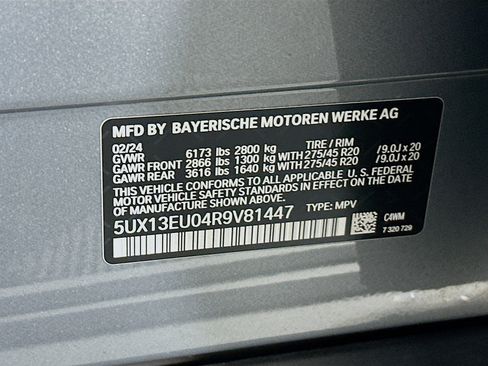 MFD BY BAYERISCHE MOTOREN WERKE AG
02/24 TIRE / RIM
GVWR 6173 lbs 2800 kg
GAWR FRONT 2866 lbs 1300 kg WITH 275/45 R20 /9.0J x 20
GAWR REAR 3616 lbs 1640 kg WITH 275/45 R20 /9.0J x 20
THIS VEHICLE CONFORMS TO ALL APPLICABLE U. S. FEDERAL
MOTOR VEHICLE SAFETY STANDARDS IN EFFECT ON THE
DATE OF MANUFACTURE SHOWN ABOVE.
5UX13EU04R9V81447 TYPE: MPV
C4WM
7 320 729